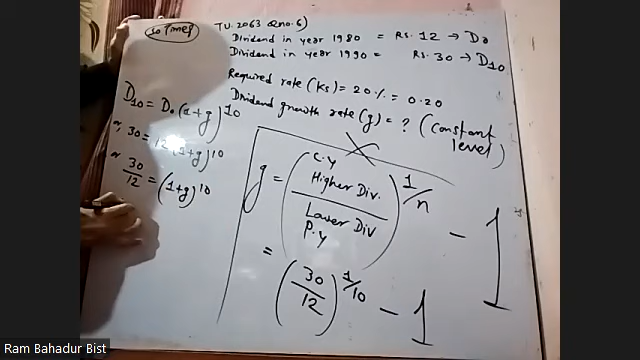 30 Times
TU. 2063 Qno. 6)
Dividend in year 1980 = Rs. 12 → D0
Dividend in year 1990 = Rs. 30 → D10
Required rate (Ks) = 20% = 0.20
Dividend growth rate (g) = ? (constant level)
D10 = D0 (1+g)10
or, 30 = 12 (1+g)10
or 30/12 = (1+g)10
g = (C.Y Higher Div. / Lower Div P.Y)1/n - 1
= (30/12)1/10 - 1
Ram Bahadur Bist